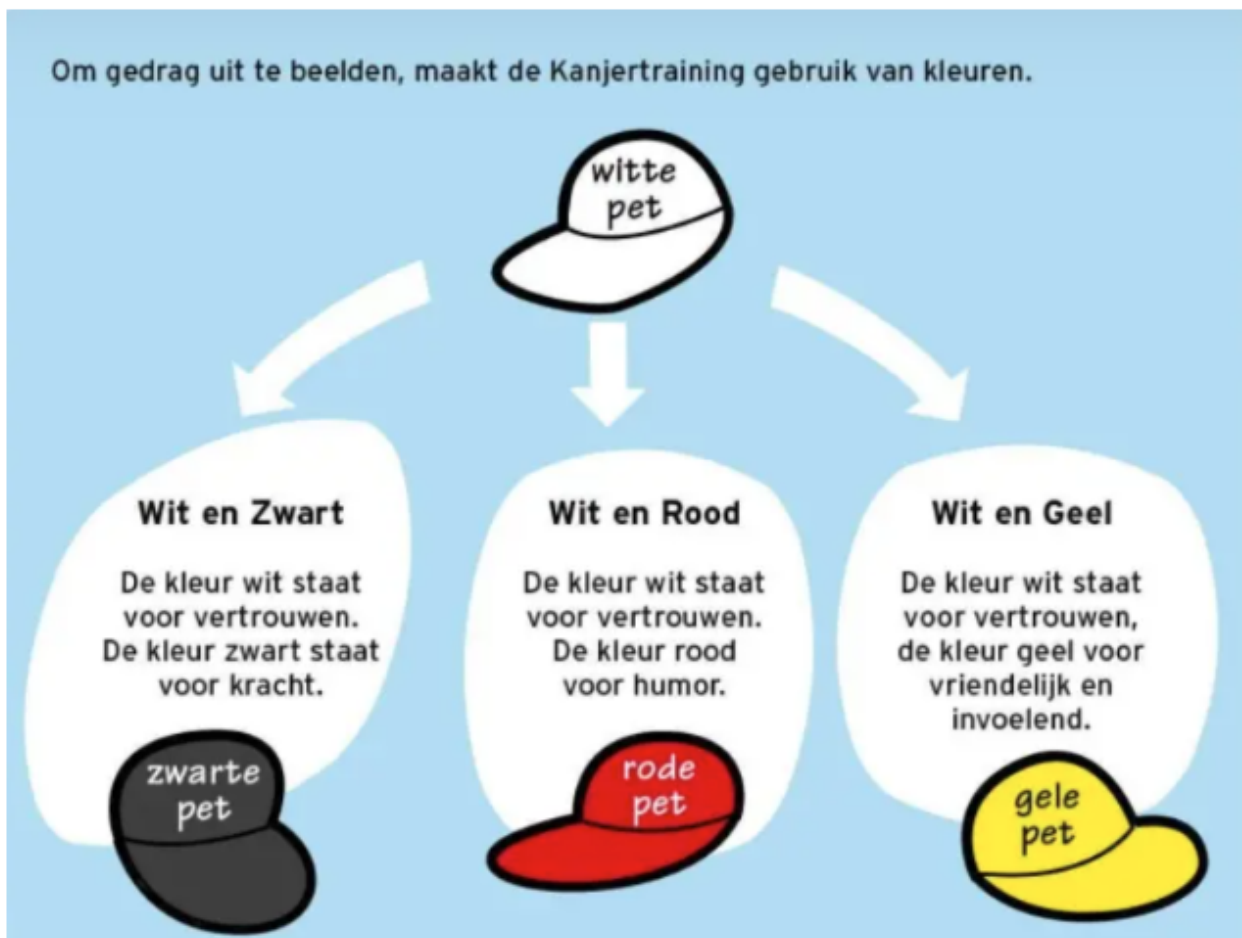 Om gedrag uit te beelden, maakt de Kanjertraining gebruik van kleuren.
witte
pet
Wit en Zwart
De kleur wit staat
voor vertrouwen.
De kleur zwart staat
voor kracht.
zwarte
pet
Wit en Rood
De kleur wit staat
voor vertrouwen.
De kleur rood
voor humor.
rode
pet
Wit en Geel
De kleur wit staat
voor vertrouwen,
de kleur geel voor
vriendelijk en
invoelend.
gele
pet